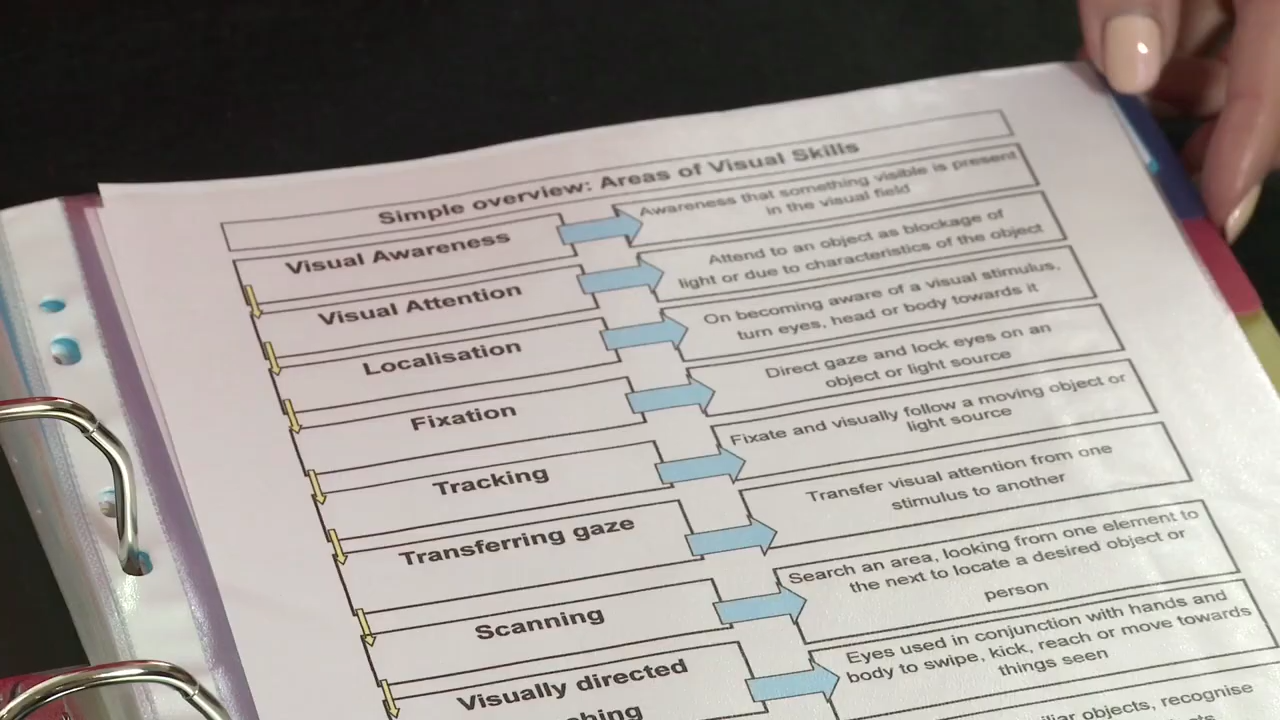 Simple overview: Areas of Visual Skills
Visual Awareness
Awareness that something visible is present
in the visual field
Visual Attention
Attend to an object as blockage of
light or due to characteristics of the object
Localisation
On becoming aware of a visual stimulus,
turn eyes, head or body towards it
Fixation
Direct gaze and lock eyes on an
object or light source
Tracking
Fixate and visually follow a moving object or
light source
Transferring gaze
Transfer visual attention from one
stimulus to another
Scanning
Search an area, looking from one element to
the next to locate a desired object or
person
Visually directed
Eyes used in conjunction with hands and
body to swipe, kick, reach or move towards
things seen
objects, recognise